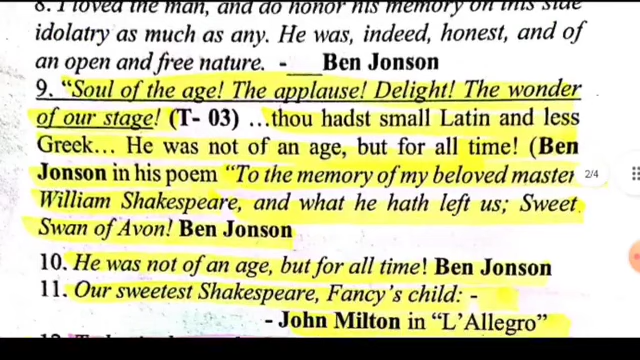 8. I loved the man, and do honor his memory on this side
idolatry as much as any. He was, indeed, honest, and of
an open and free nature. - ___ Ben Jonson
9. "Soul of the age! The applause! Delight! The wonder
of our stage! (T- 03) ...thou hadst small Latin and less
Greek... He was not of an age, but for all time! (Ben
Jonson in his poem "To the memory of my beloved master
2/4
William Shakespeare, and what he hath left us; Sweet
Swan of Avon! Ben Jonson
10. He was not of an age, but for all time! Ben Jonson
11. Our sweetest Shakespeare, Fancy's child: -
- John Milton in "L'Allegro"